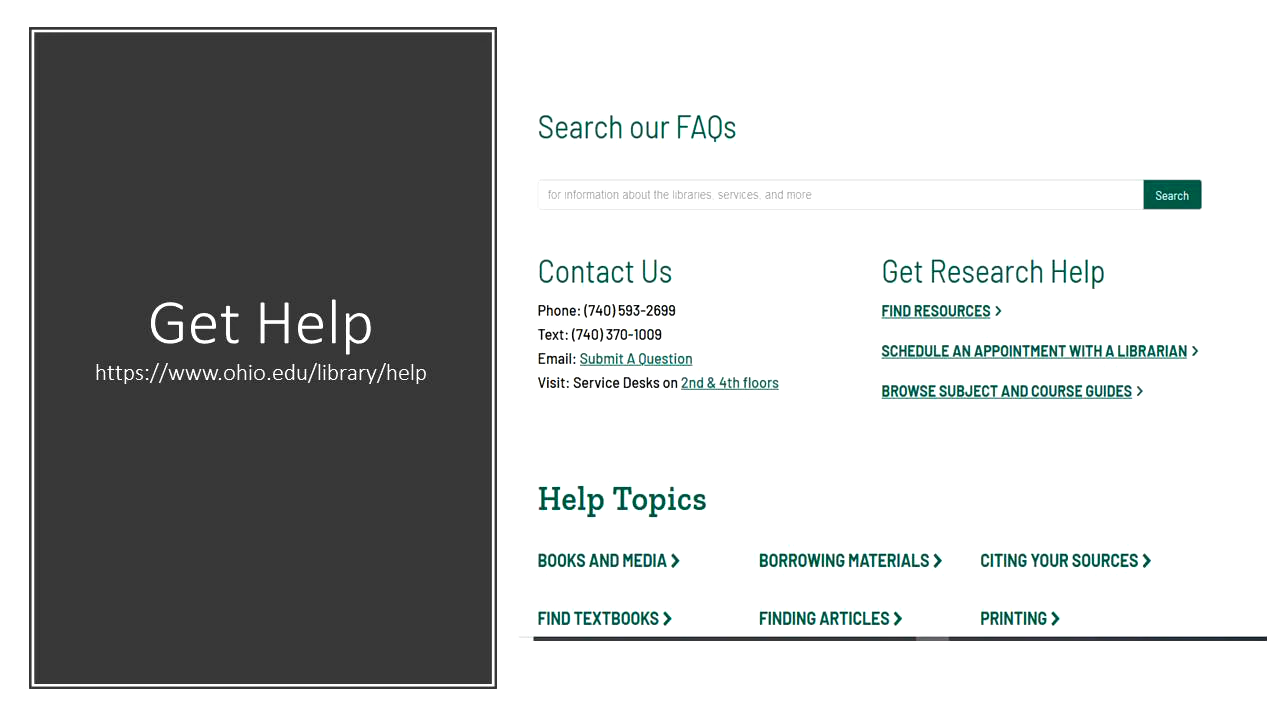 Get Help
https://www.ohio.edu/library/help
Search our FAQs
for information about the libraries, services, and more
Search
Contact Us
Phone: (740) 593-2699
Text: (740) 370-1009
Email: Submit A Question
Visit: Service Desks on 2nd & 4th floors
Get Research Help
FIND RESOURCES >
SCHEDULE AN APPOINTMENT WITH A LIBRARIAN >
BROWSE SUBJECT AND COURSE GUIDES >
Help Topics
BOOKS AND MEDIA > BORROWING MATERIALS > CITING YOUR SOURCES >
FIND TEXTBOOKS > FINDING ARTICLES > PRINTING >